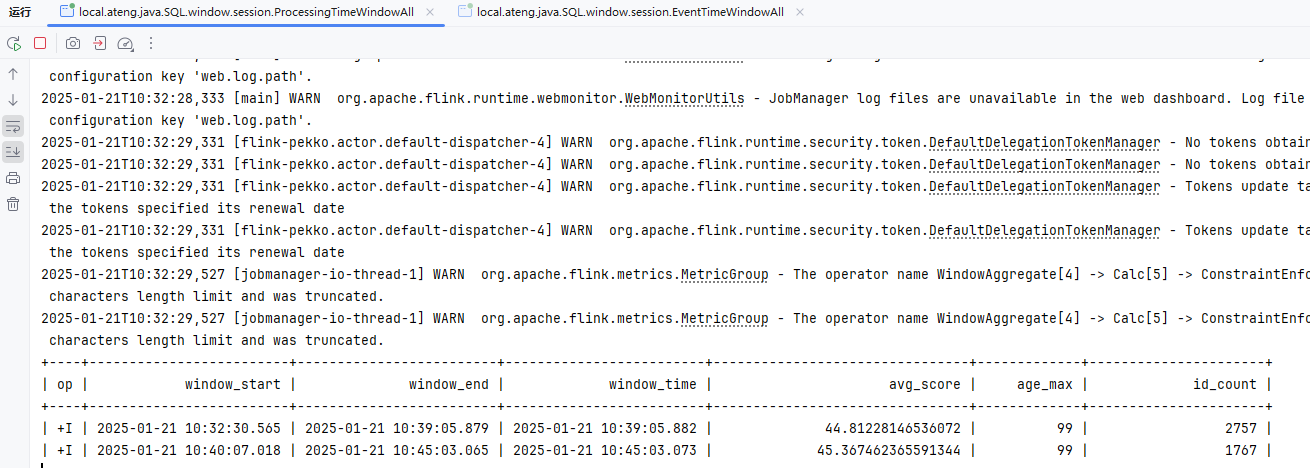 运行 local.ateng.java.SQL.window.session.ProcessingTimeWindowAll local.ateng.java.SQL.window.session.EventTimeWindowAll
configuration key 'web.log.path'.
2025-01-21T10:32:28,333 [main] WARN  org.apache.flink.runtime.webmonitor.WebMonitorUtils - JobManager log files are unavailable in the web dashboard. Log file
configuration key 'web.log.path'.
2025-01-21T10:32:29,331 [flink-pekko.actor.default-dispatcher-4] WARN  org.apache.flink.runtime.security.token.DefaultDelegationTokenManager - No tokens obtain
2025-01-21T10:32:29,331 [flink-pekko.actor.default-dispatcher-4] WARN  org.apache.flink.runtime.security.token.DefaultDelegationTokenManager - No tokens obtain
2025-01-21T10:32:29,331 [flink-pekko.actor.default-dispatcher-4] WARN  org.apache.flink.runtime.security.token.DefaultDelegationTokenManager - Tokens update ta
the tokens specified its renewal date
2025-01-21T10:32:29,331 [flink-pekko.actor.default-dispatcher-4] WARN  org.apache.flink.runtime.security.token.DefaultDelegationTokenManager - Tokens update ta
the tokens specified its renewal date
2025-01-21T10:32:29,527 [jobmanager-io-thread-1] WARN  org.apache.flink.metrics.MetricGroup - The operator name WindowAggregate[4] -> Calc[5] -> ConstraintEnfo
characters length limit and was truncated.
2025-01-21T10:32:29,527 [jobmanager-io-thread-1] WARN  org.apache.flink.metrics.MetricGroup - The operator name WindowAggregate[4] -> Calc[5] -> ConstraintEnfo
characters length limit and was truncated.
| op | window_start | window_end | window_time | avg_score | age_max | id_count |
| +I | 2025-01-21 10:32:30.565 | 2025-01-21 10:39:05.879 | 2025-01-21 10:39:05.882 | 44.81228146536072 | 99 | 2757 |
| +I | 2025-01-21 10:40:07.018 | 2025-01-21 10:45:03.065 | 2025-01-21 10:45:03.073 | 45.367462365591344 | 99 | 1767 |